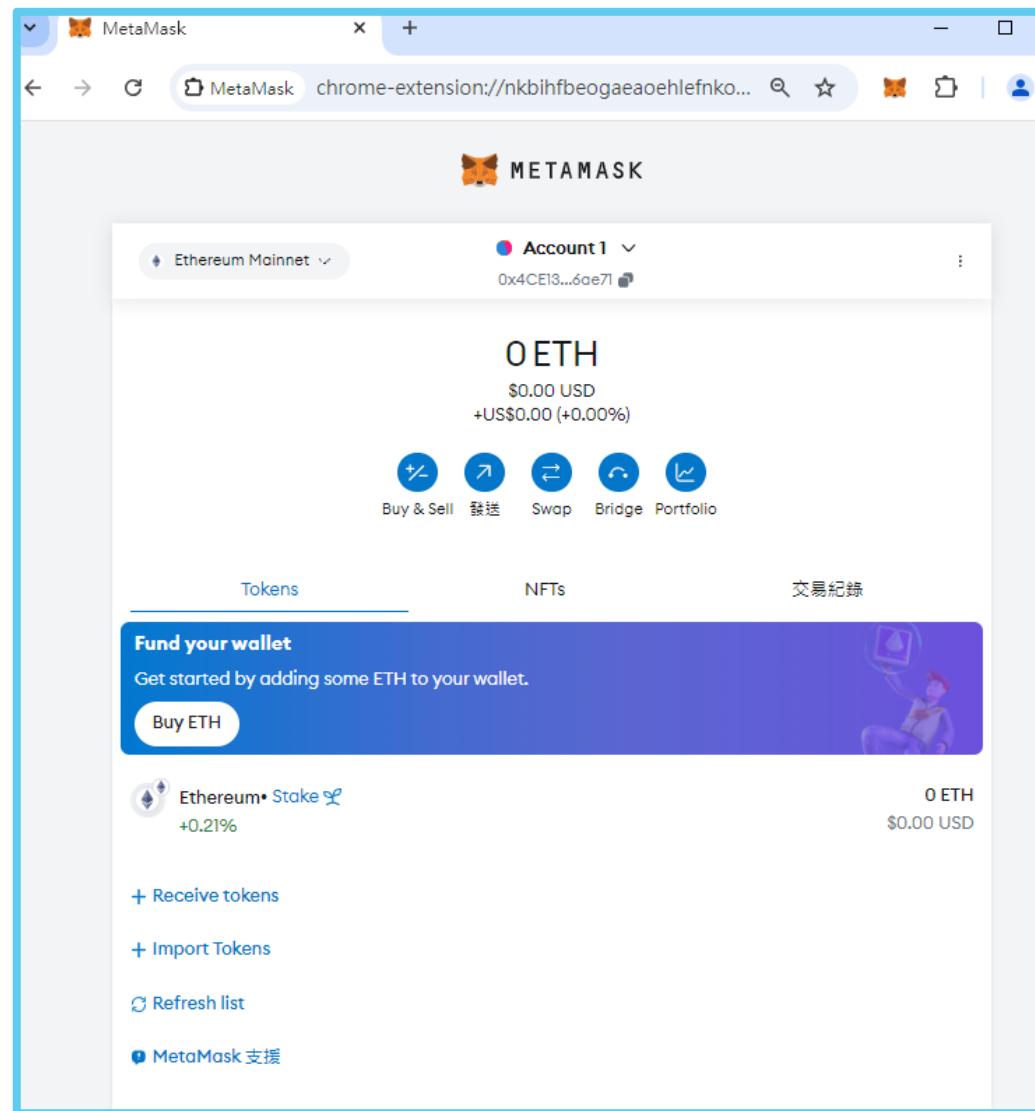 MetaMask
MetaMask chrome-extension://nkbihfbeogaeaoehlefnko...
METAMASK
Ethereum Mainnet
Account 1
0x4CE13...6ae71
0 ETH
$0.00 USD
+US$0.00 (+0.00%)
Buy & Sell 發送 Swap Bridge Portfolio
Tokens NFTs 交易紀錄
Fund your wallet
Get started by adding some ETH to your wallet.
Buy ETH
Ethereum• Stake 0 ETH
+0.21% $0.00 USD
+ Receive tokens
+ Import Tokens
Refresh list
MetaMask 支援